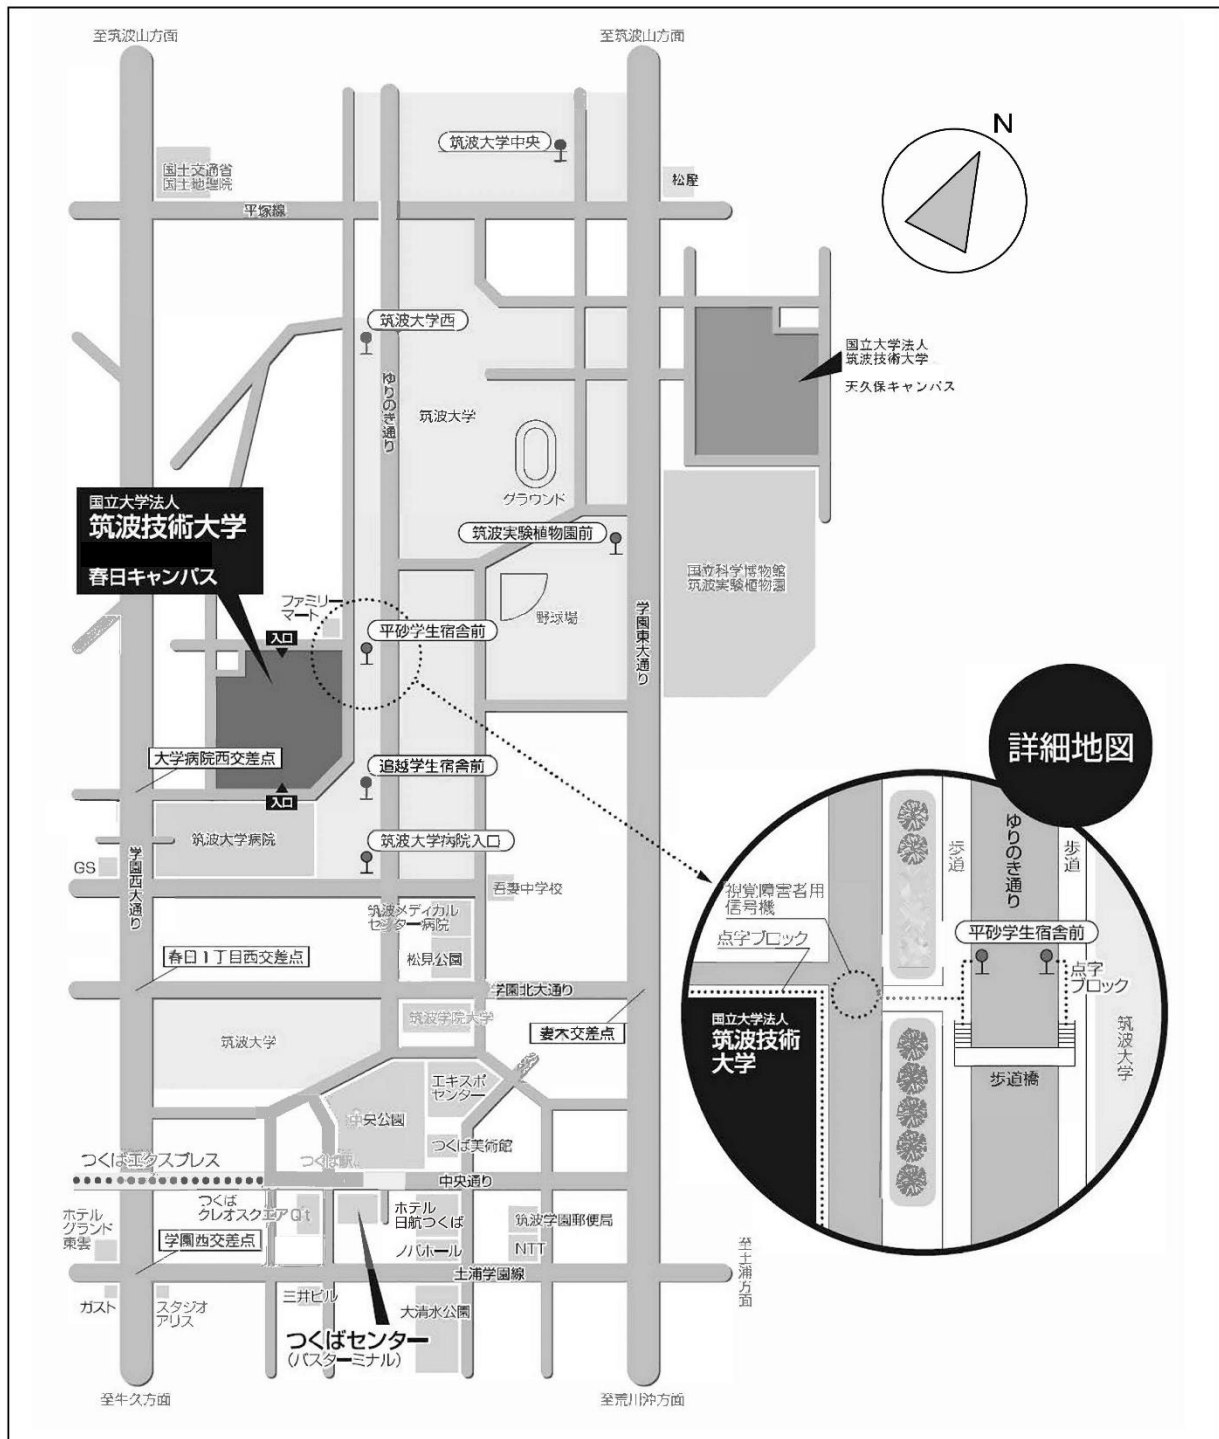 至筑波山方面
至筑波山方面
N
筑波大学中央
国土交通省
国土地理院
松屋
平塚線
筑波大学西
国立大学法人
筑波技術大学
天久保キャンパス
ゆりのき通り
筑波大学
グラウンド
国立大学法人
筑波技術大学
春日キャンパス
筑波実験植物園前
国立科学博物館
筑波実験植物園
ファミリー
マート
野球場
入口
平砂学生宿舎前
学園東大通り
詳細地図
大学病院西交差点
追越学生宿舎前
入口
筑波大学病院
筑波大学病院入口
GS
学園西大通り
吾妻中学校
筑波メディカル
センター病院
松見公園
春日1丁目西交差点
学園北大通り
筑波学院大学
妻木交差点
筑波大学
エキスポ
センター
中央公園
つくば美術館
つくばエクスプレス
つくば駅
中央通り
つくば
クレオスクエアQ't
ホテル
日航つくば
筑波学園郵便局
ホテル
グランド
東雲
学園西交差点
ノバホール
NTT
土浦学園線
至土浦方面
ガスト
スタジオ
アリス
三井ビル
大清水公園
つくばセンター
(バスターミナル)
至牛久方面
至荒川沖方面
歩道
ゆりのき通り
歩道
視覚障害者用
信号機
点字ブロック
平砂学生宿舎前
点字
ブロック
国立大学法人
筑波技術
大学
歩道橋
筑波大学